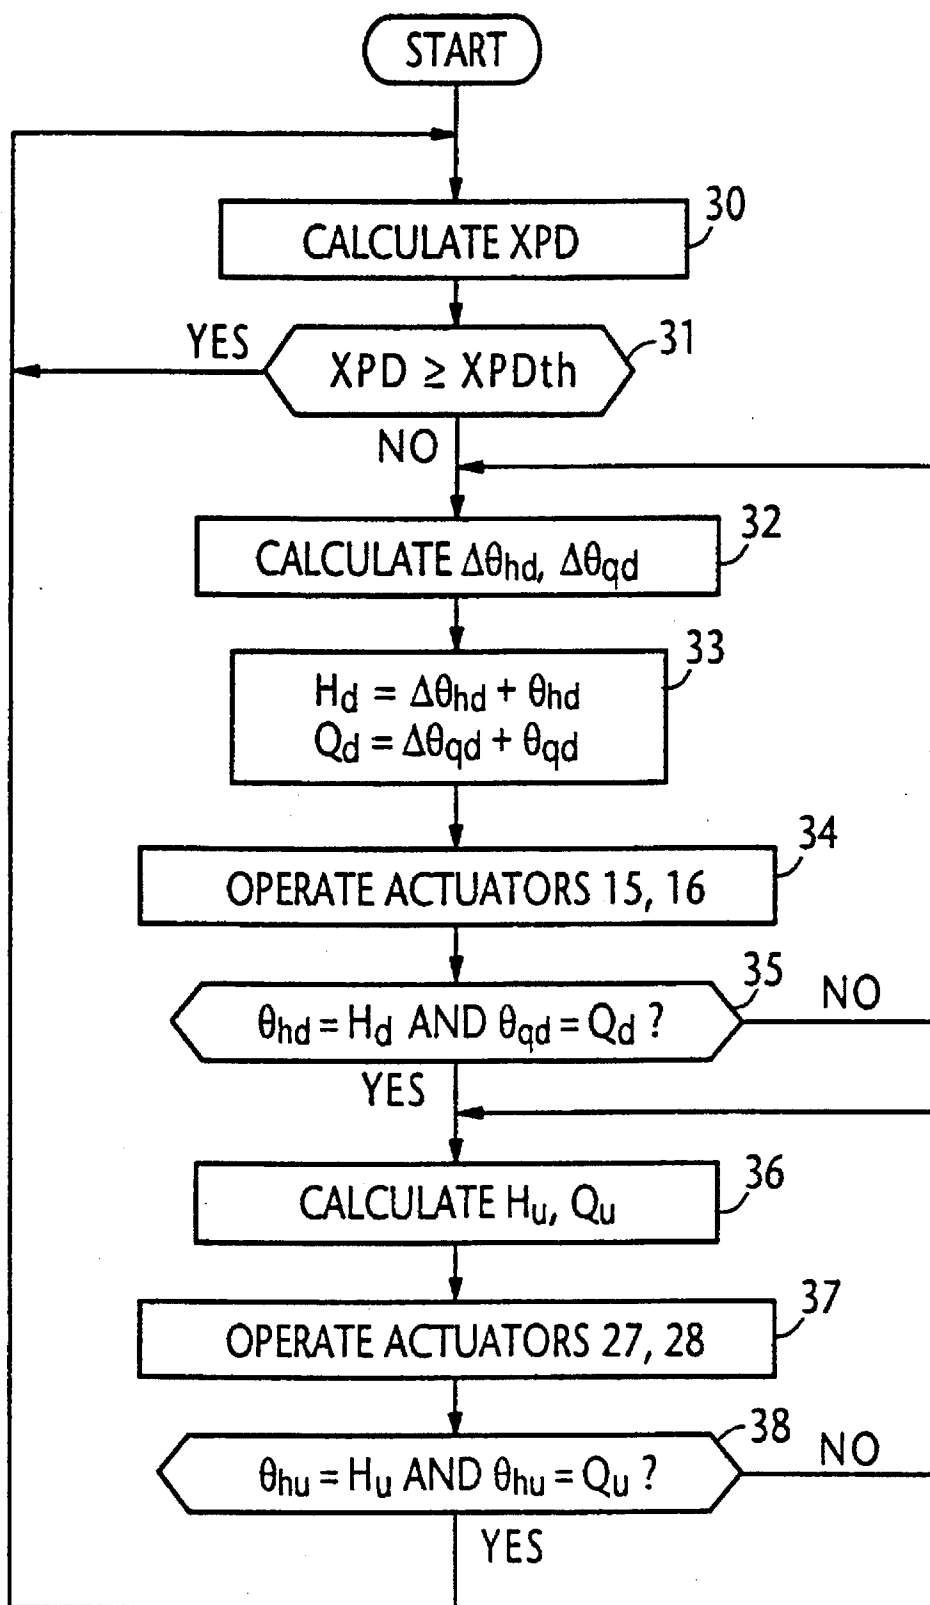 START
30
CALCULATE XPD
YES
31
XPD ≥ XPDth
NO
32
CALCULATE Δθhd, Δθqd
33
Hd = Δθhd + θhd
Qd = Δθqd + θqd
34
OPERATE ACTUATORS 15, 16
35
NO
θhd = Hd AND θqd = Qd ?
YES
36
CALCULATE Hu, Qu
37
OPERATE ACTUATORS 27, 28
38
NO
θhu = Hu AND θhu = Qu ?
YES